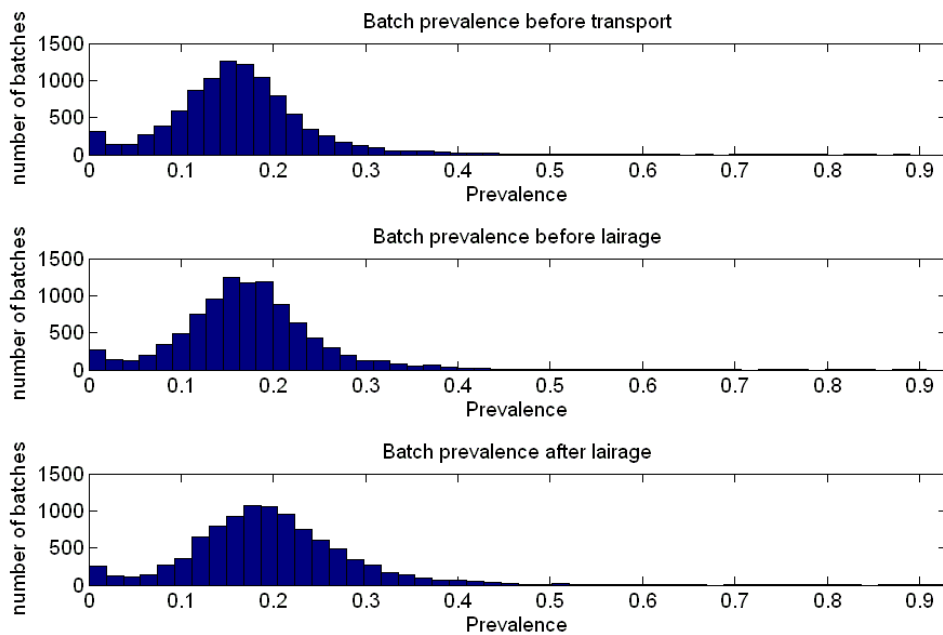 Batch prevalence before transport
number of batches
1500
1000
500
0
0 0.1 0.2 0.3 0.4 0.5 0.6 0.7 0.8 0.9
Prevalence
Batch prevalence before lairage
number of batches
1500
1000
500
0
0 0.1 0.2 0.3 0.4 0.5 0.6 0.7 0.8 0.9
Prevalence
Batch prevalence after lairage
number of batches
1500
1000
500
0
0 0.1 0.2 0.3 0.4 0.5 0.6 0.7 0.8 0.9
Prevalence